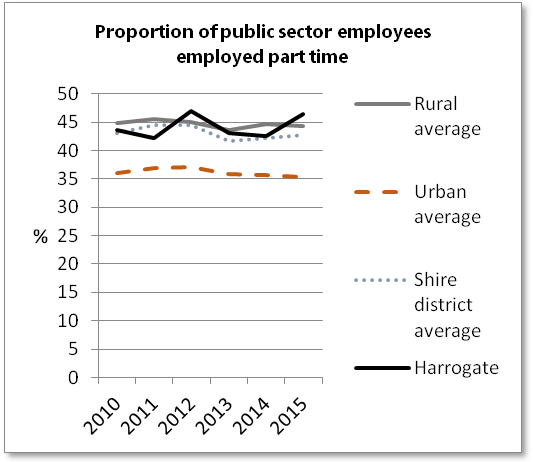 Proportion of public sector employees
employed part time
50
45
40
35
30
25
20
15
10
5
0
%
2010
2011
2012
2013
2014
2015
Rural
average
Urban
average
Shire
district
average
Harrogate